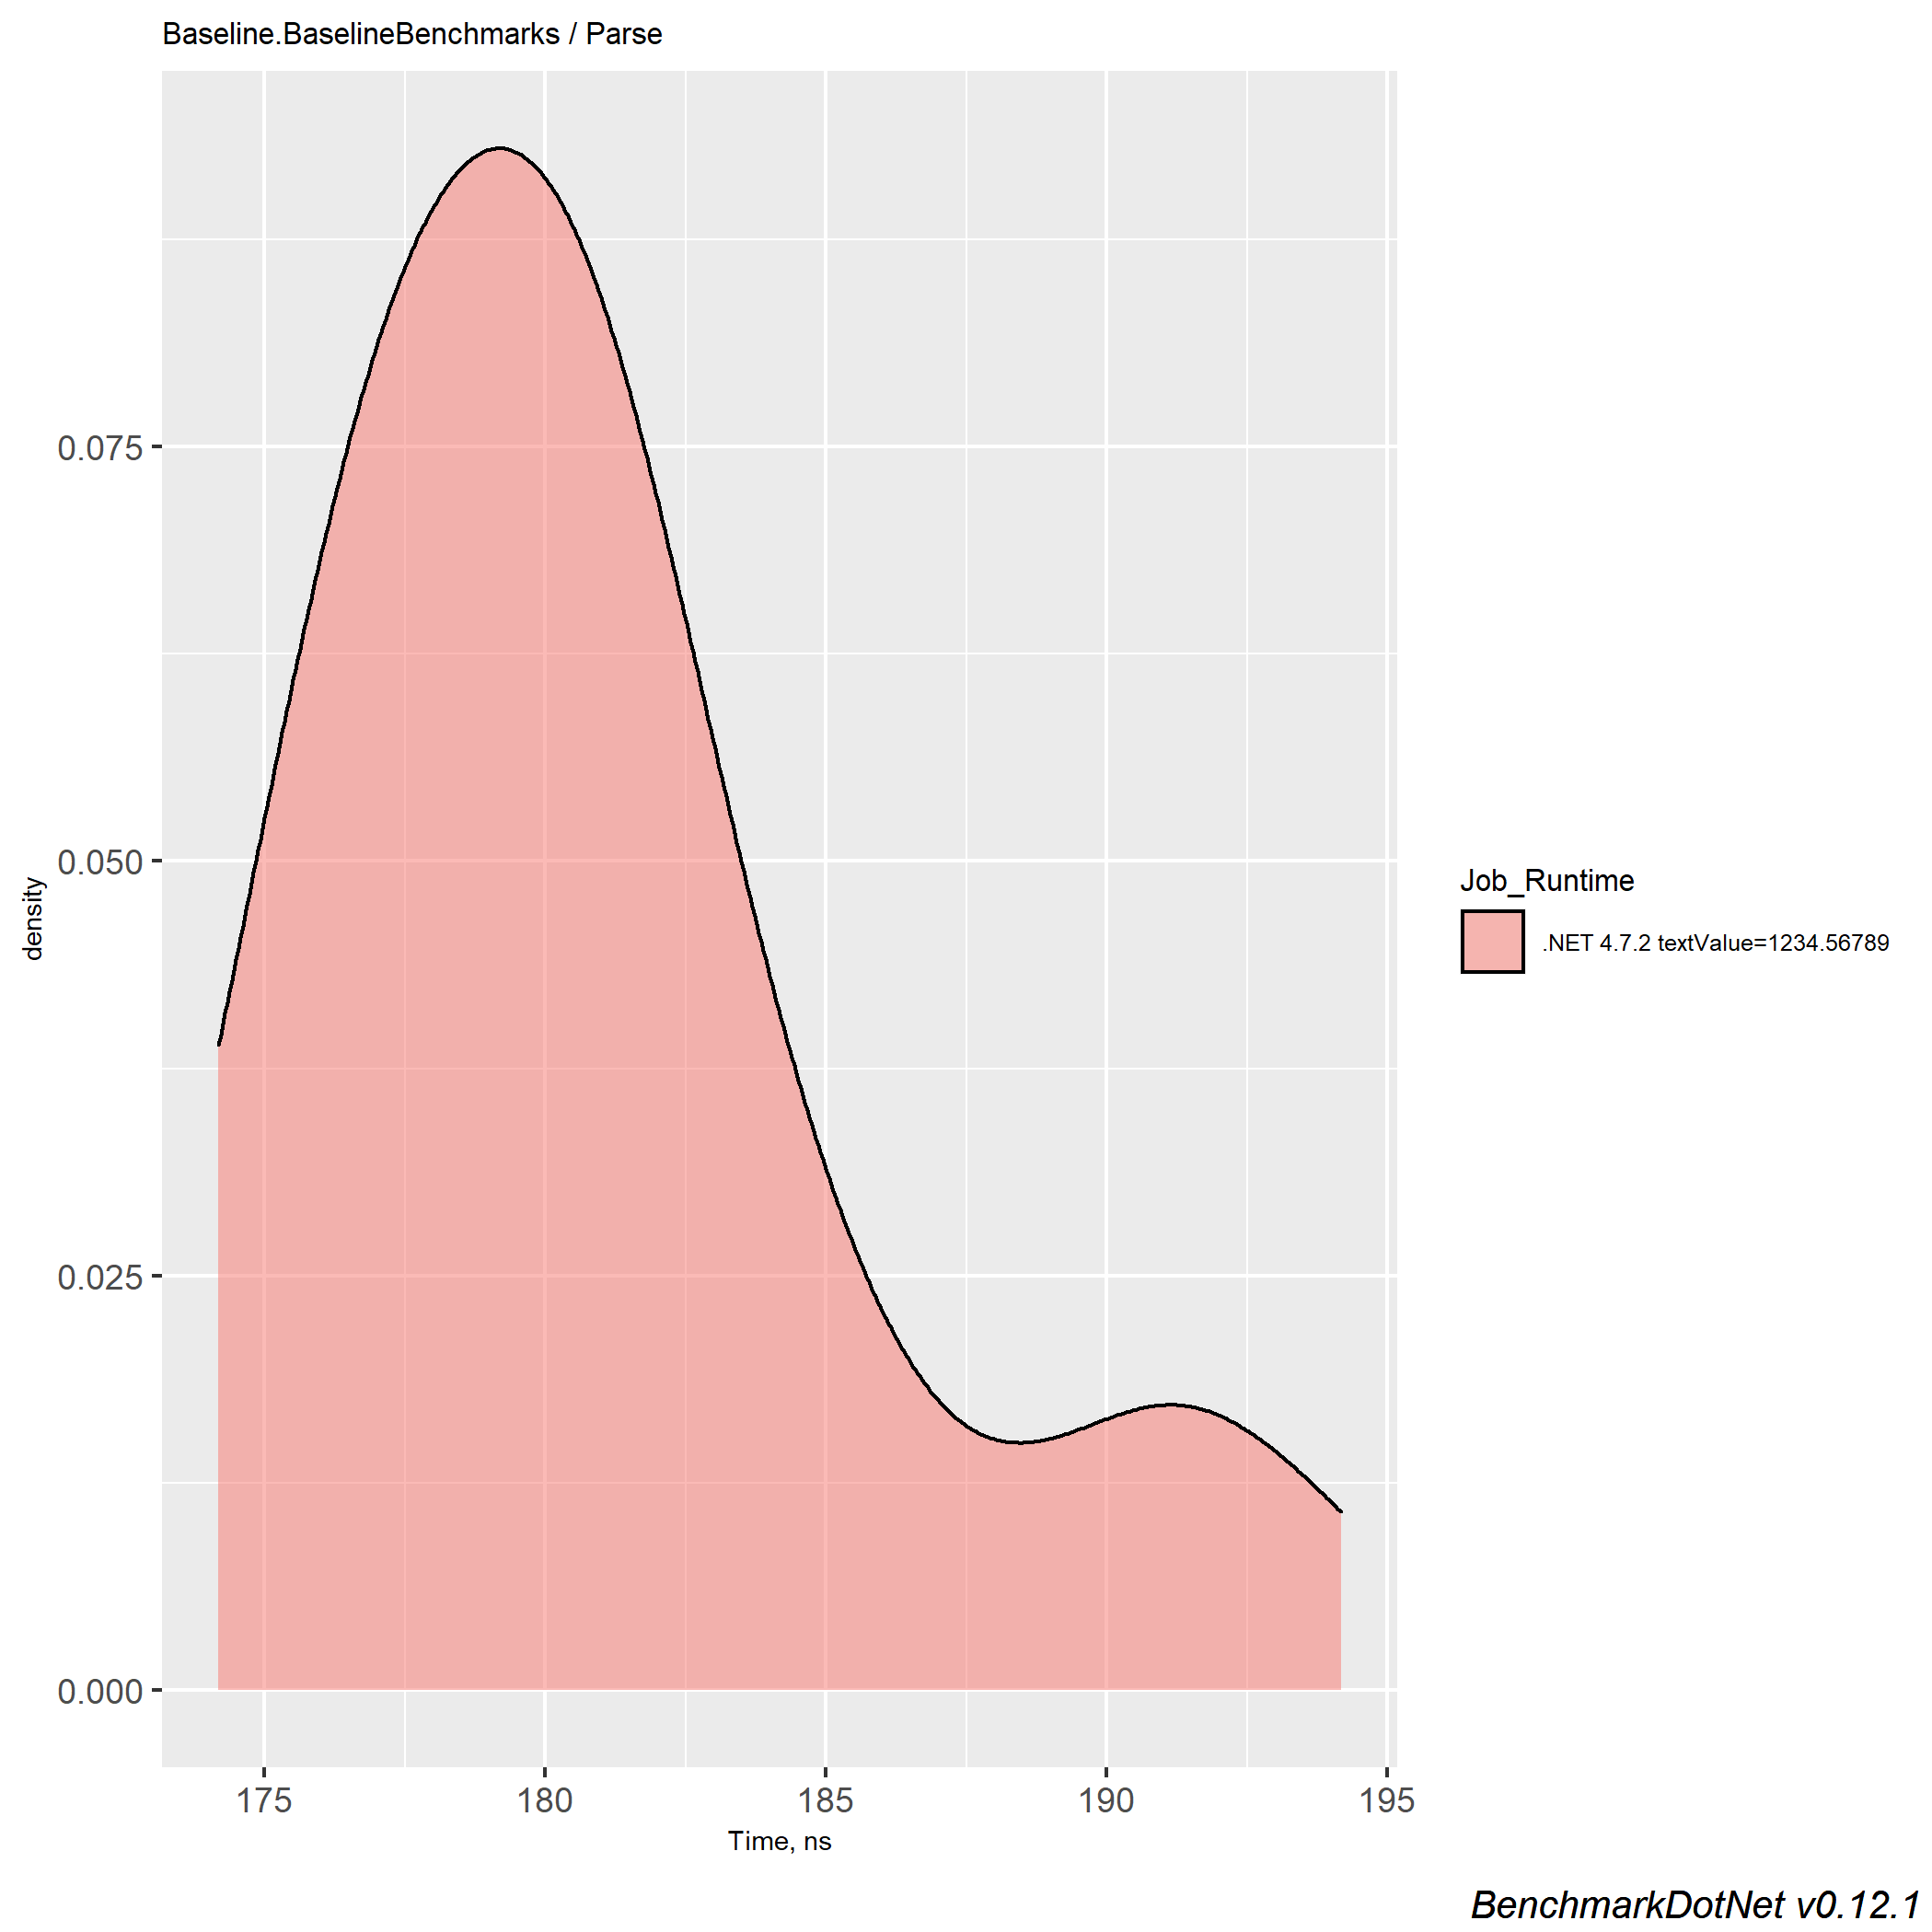 Baseline.BaselineBenchmarks / Parse
0.075
0.050
0.025
0.000
density
175 180 185 190 195
Time, ns
Job_Runtime
.NET 4.7.2 textValue=1234.56789
BenchmarkDotNet v0.12.1